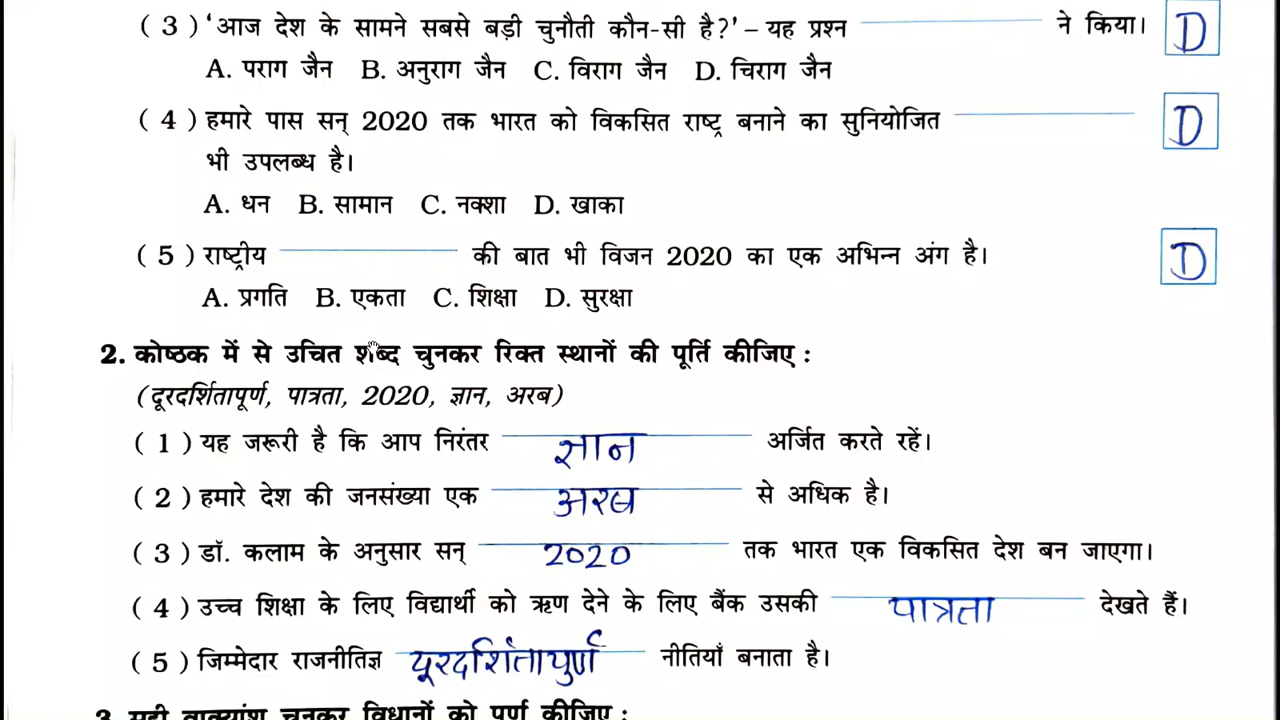 ( 3 ) 'आज देश के सामने सबसे बड़ी चुनौती कौन-सी है?' – यह प्रश्न ने किया। D
A. पराग जैन B. अनुराग जैन C. विराग जैन D. चिराग जैन
( 4 ) हमारे पास सन् 2020 तक भारत को विकसित राष्ट्र बनाने का सुनियोजित D
भी उपलब्ध है।
A. धन B. सामान C. नक्शा D. खाका
( 5 ) राष्ट्रीय की बात भी विजन 2020 का एक अभिन्न अंग है। D
A. प्रगति B. एकता C. शिक्षा D. सुरक्षा
2. कोष्ठक में से उचित शब्द चुनकर रिक्त स्थानों की पूर्ति कीजिए :
(दूरदर्शितापूर्ण, पात्रता, 2020, ज्ञान, अरब)
( 1 ) यह जरूरी है कि आप निरंतर ज्ञान अर्जित करते रहें।
( 2 ) हमारे देश की जनसंख्या एक अरब से अधिक है।
( 3 ) डॉ. कलाम के अनुसार सन् 2020 तक भारत एक विकसित देश बन जाएगा।
( 4 ) उच्च शिक्षा के लिए विद्यार्थी को ऋण देने के लिए बैंक उसकी पात्रता देखते हैं।
( 5 ) जिम्मेदार राजनीतिज्ञ दूरदर्शितापूर्ण नीतियाँ बनाता है।
3. सही वाक्यांश चुनकर विधानों को पूर्ण कीजिए :